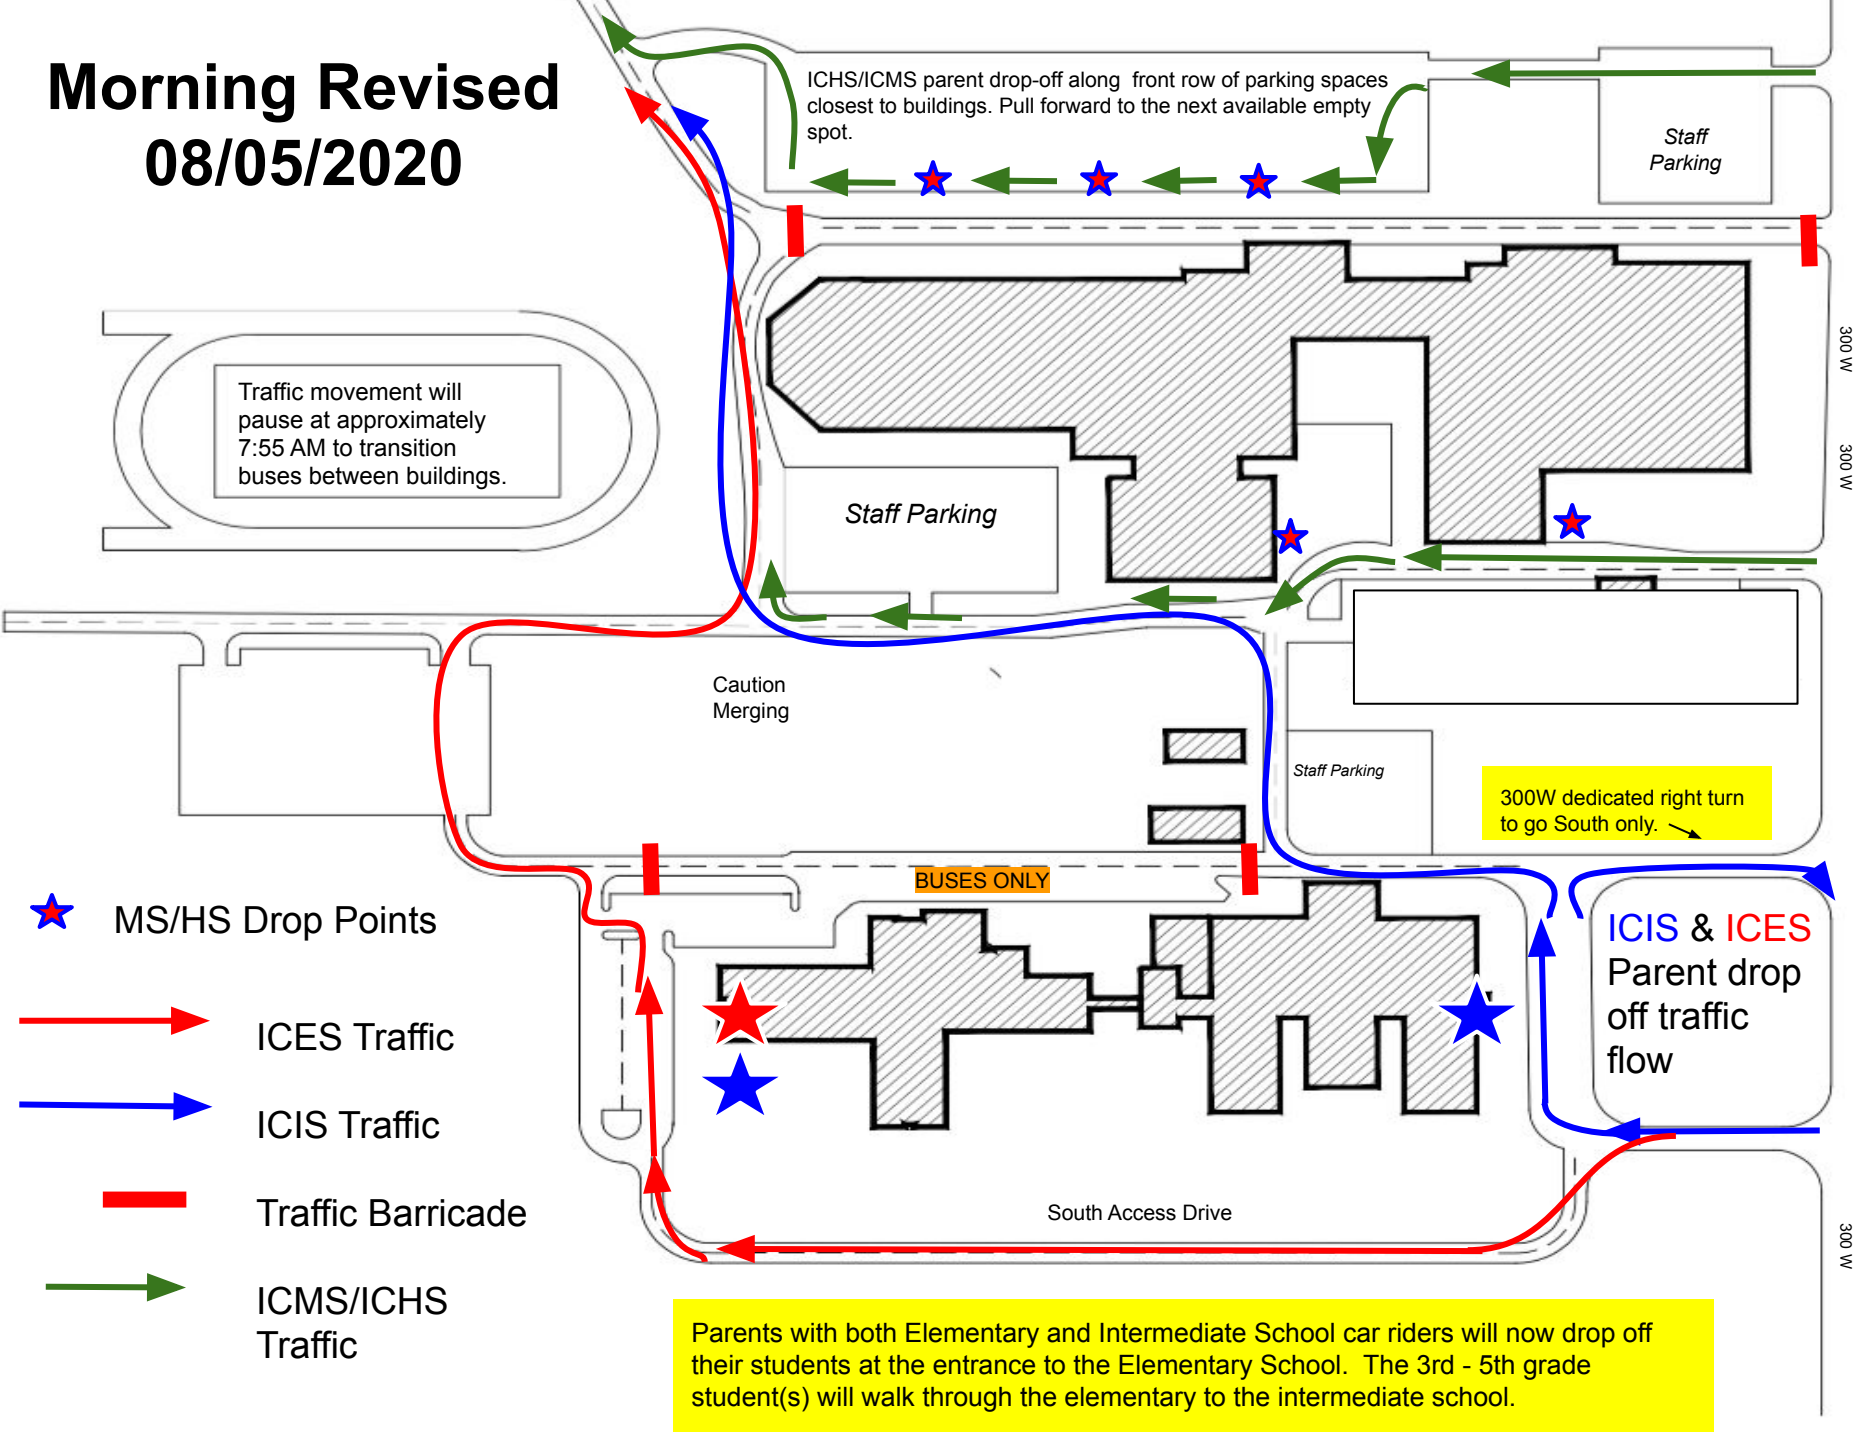 Morning Revised
08/05/2020
ICHS/ICMS parent drop-off along  front row of parking spaces
closest to buildings. Pull forward to the next available empty
spot.
Staff
Parking
300 W
Traffic movement will
pause at approximately
7:55 AM to transition
buses between buildings.
300 W
Staff Parking
Caution
Merging
Staff Parking
300W dedicated right turn
to go South only.
BUSES ONLY
MS/HS Drop Points
ICIS & ICES
Parent drop
off traffic
flow
ICES Traffic
ICIS Traffic
Traffic Barricade
South Access Drive
300 W
ICMS/ICHS
Traffic
Parents with both Elementary and Intermediate School car riders will now drop off
their students at the entrance to the Elementary School.  The 3rd - 5th grade
student(s) will walk through the elementary to the intermediate school.